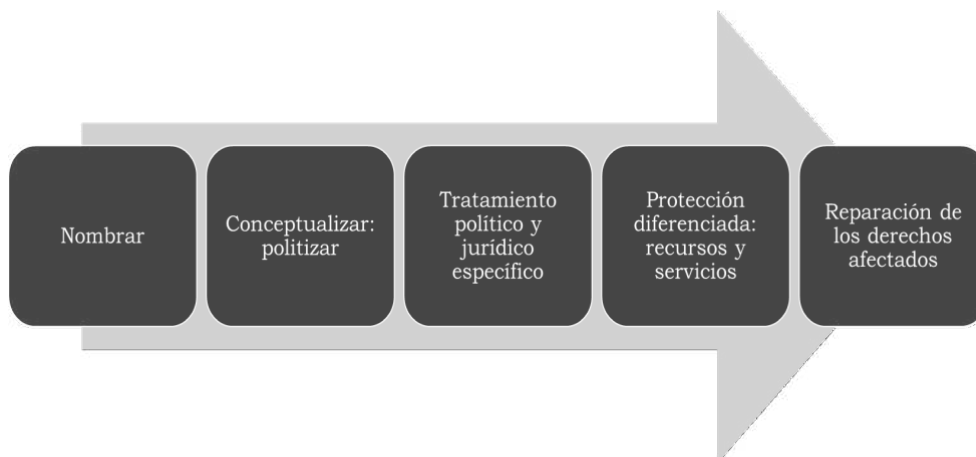 Nombrar
Conceptualizar:
politizar
Tratamiento
político y
jurídico
específico
Protección
diferenciada:
recursos y
servicios
Reparación de
los derechos
afectados